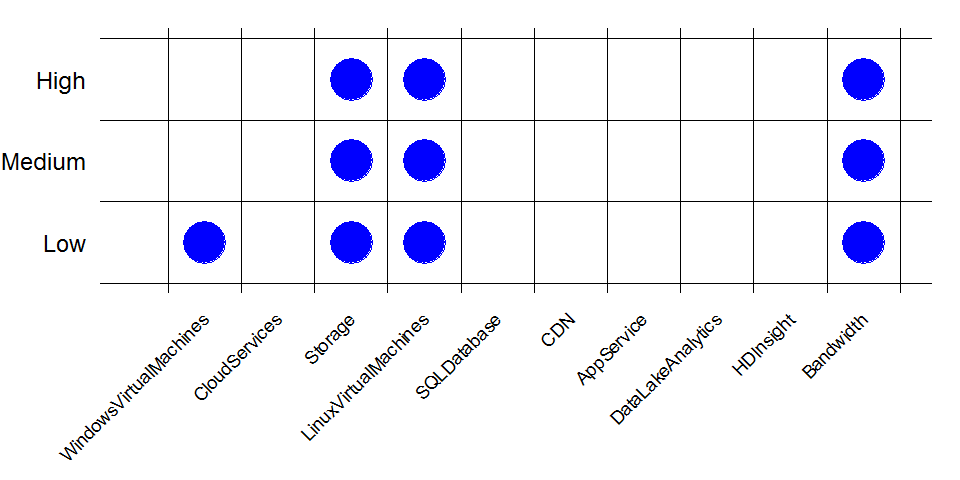 High
Medium
Low
WindowsVirtualMachines
CloudServices
Storage
LinuxVirtualMachines
SQLDatabase
CDN
AppService
DataLakeAnalytics
HDInsight
Bandwidth